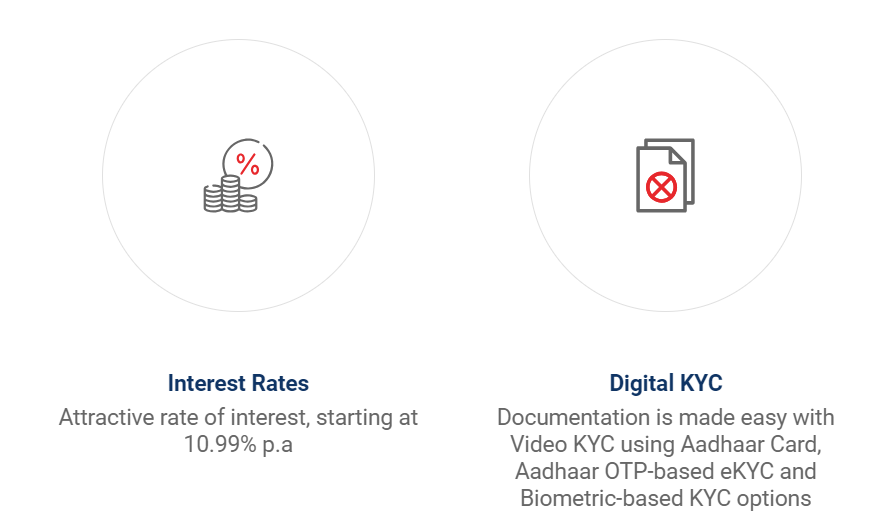 %
Interest Rates
Attractive rate of interest, starting at
10.99% p.a
Digital KYC
Documentation is made easy with
Video KYC using Aadhaar Card,
Aadhaar OTP-based eKYC and
Biometric-based KYC options